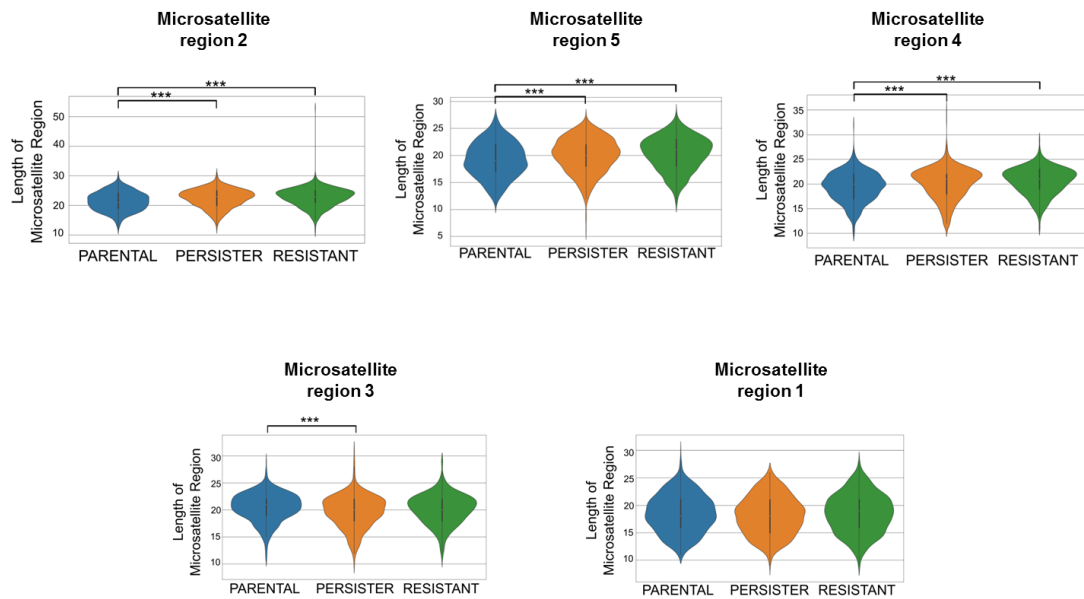 Microsatellite
region 2
Microsatellite
region 5
Microsatellite
region 4
***
***
Length of
Microsatellite Region
50
40
30
20
10
PARENTAL PERSISTER RESISTANT
***
***
Length of
Microsatellite Region
30
25
20
15
10
5
PARENTAL PERSISTER RESISTANT
***
***
Length of
Microsatellite Region
35
30
25
20
15
10
PARENTAL PERSISTER RESISTANT
Microsatellite
region 3
Microsatellite
region 1
***
Length of
Microsatellite Region
30
25
20
15
10
PARENTAL PERSISTER RESISTANT
Length of
Microsatellite Region
30
25
20
15
10
PARENTAL PERSISTER RESISTANT